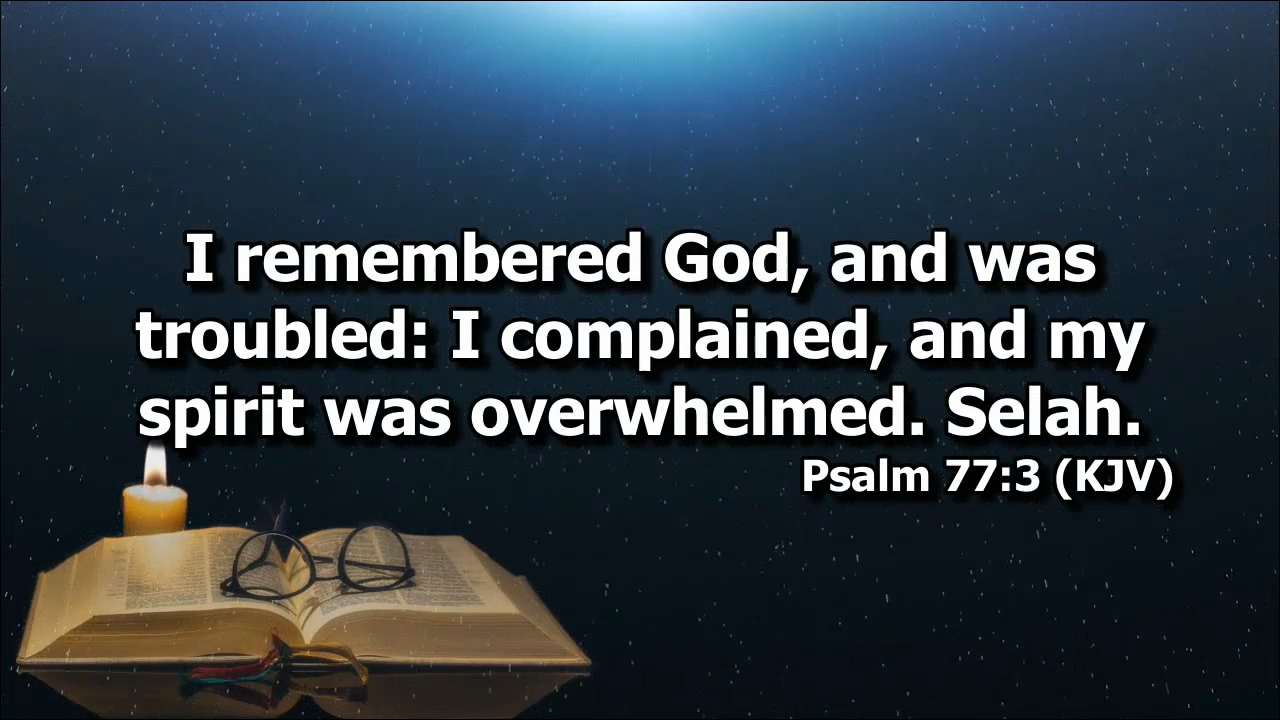 I remembered God, and was
troubled: I complained, and my
spirit was overwhelmed. Selah.
Psalm 77:3 (KJV)